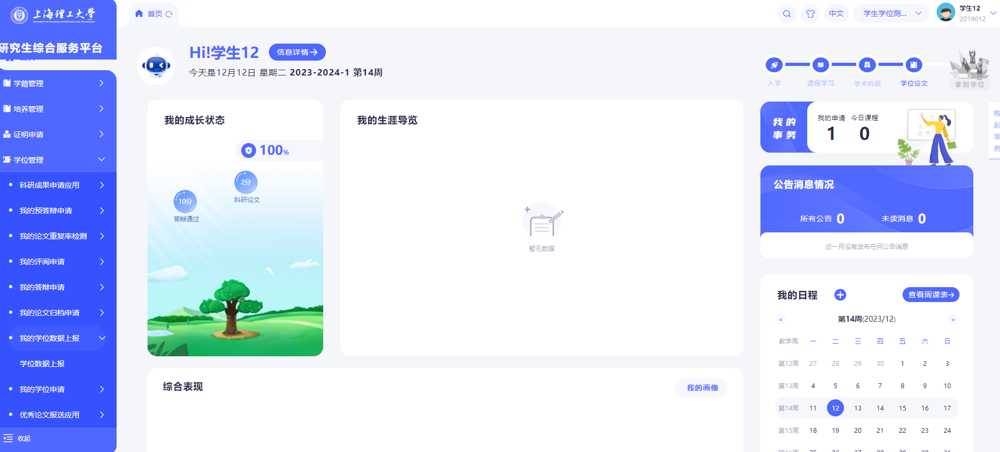 上海理工大学
UNIVERSITY OF SHANGHAI FOR SCIENCE AND TECHNOLOGY
研究生综合服务平台
学籍管理
培养管理
证明申请
学位管理
科研成果申请应用
我的预答辩申请
我的论文重复率检测
我的评阅申请
我的答辩申请
我的论文归档申请
我的学位数据上报
学位数据上报
我的学位申请
优秀论文报送应用
收起
首页
中文
学生学位测...
学生12
2019012
Hi!学生12
信息详情→
今天是12月12日 星期二 2023-2024-1 第14周
入学
课程学习
学术科研
学位论文
拿到学位
我的成长状态
100%
2分
科研论文
10分
答辩通过
我的生涯导览
暂无数据
综合表现
我的画像
我的
事务
我的申请 今日课程
1 0
收
起
事
务
公告消息情况
所有公告 0 未读消息 0
近一月没有发布任何公告消息
我的日程
查看周课表→
< 第14周(2023/12) >
教学周 一 二 三 四 五 六 日
第12周 27 28 29 30 1 2 3
第13周 4 5 6 7 8 9 10
第14周 11 12 13 14 15 16 17
第15周 18 19 20 21 22 23 24
第16周 25 26 27 28 29 30 31